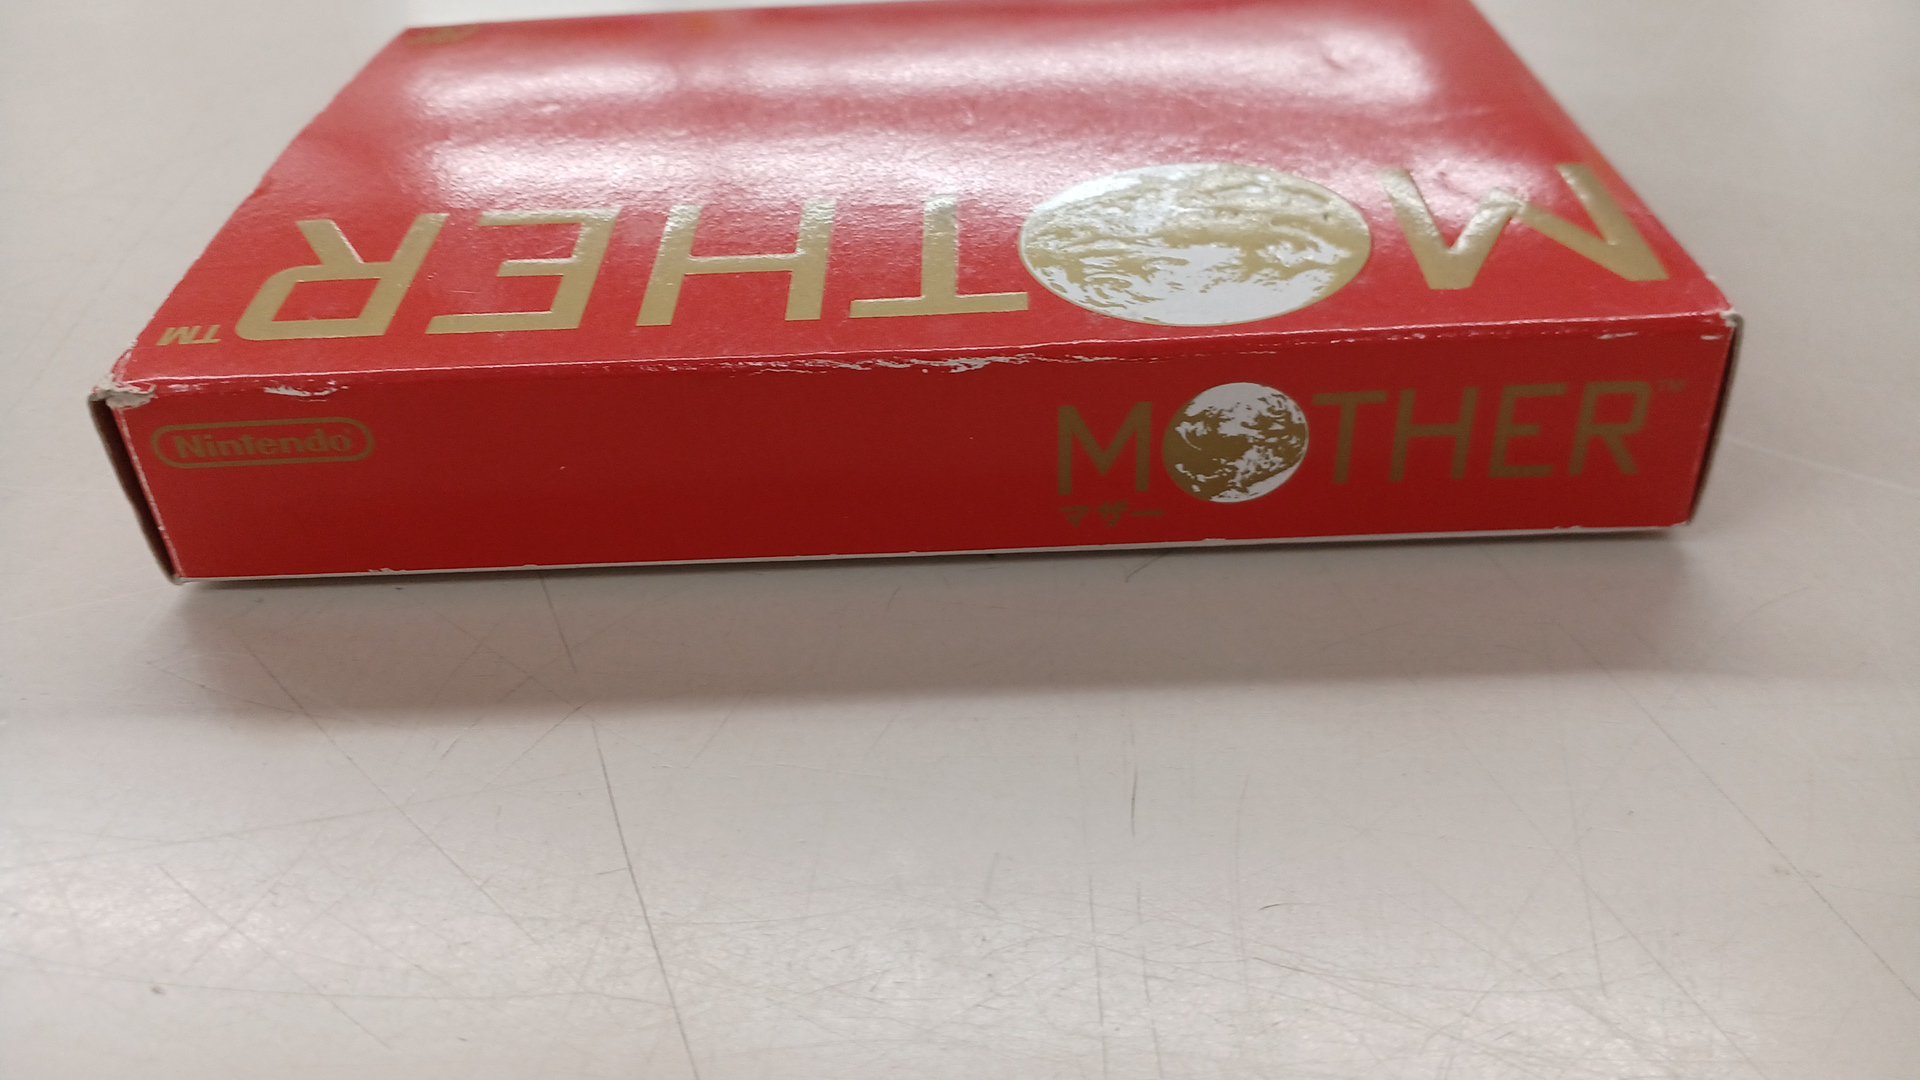 MOTHER™
Nintendo®
MOTHER™
マザー